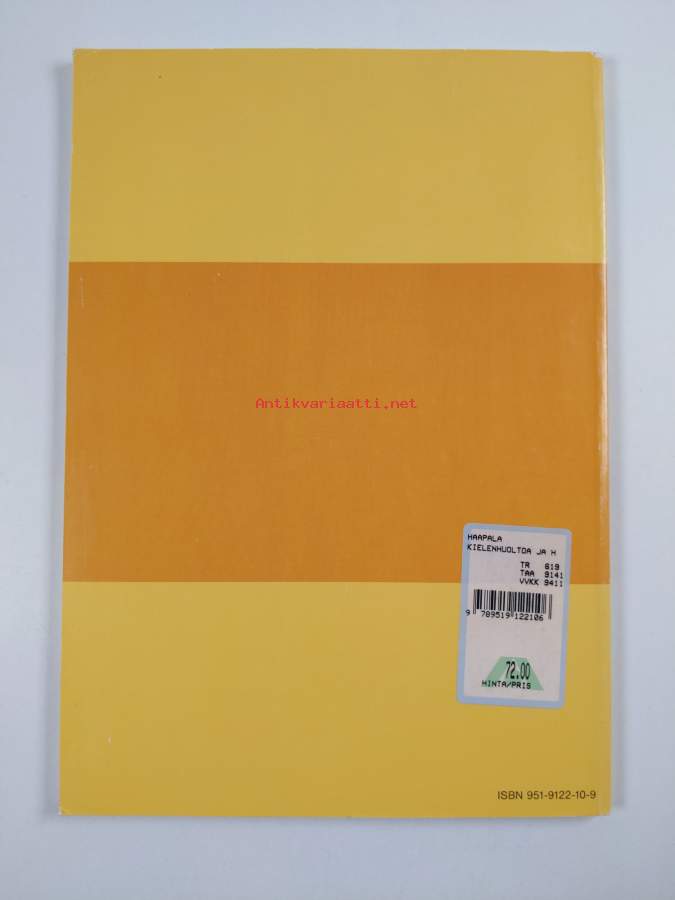 Antikvariaatti.net
HAAPALA
KIELENHUOLTOA JA H
TR 619
TAA 9141
VVKK 9411
9 789519 122106
72.00
HINTA/PRIS
ISBN 951-9122-10-9